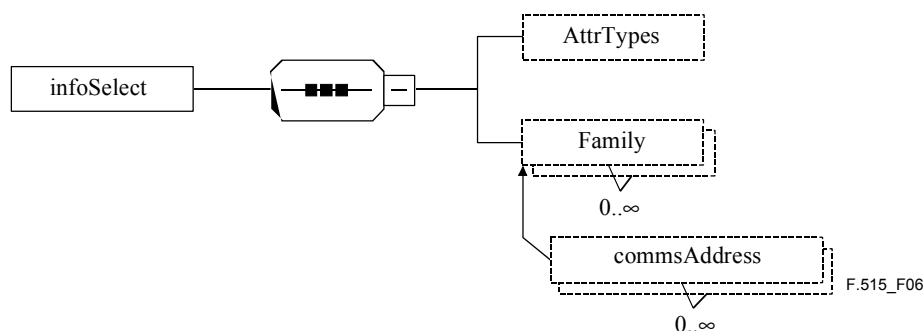 AttrTypes
infoSelect
Family
0..∞
commsAddress
F.515_F06
0..∞